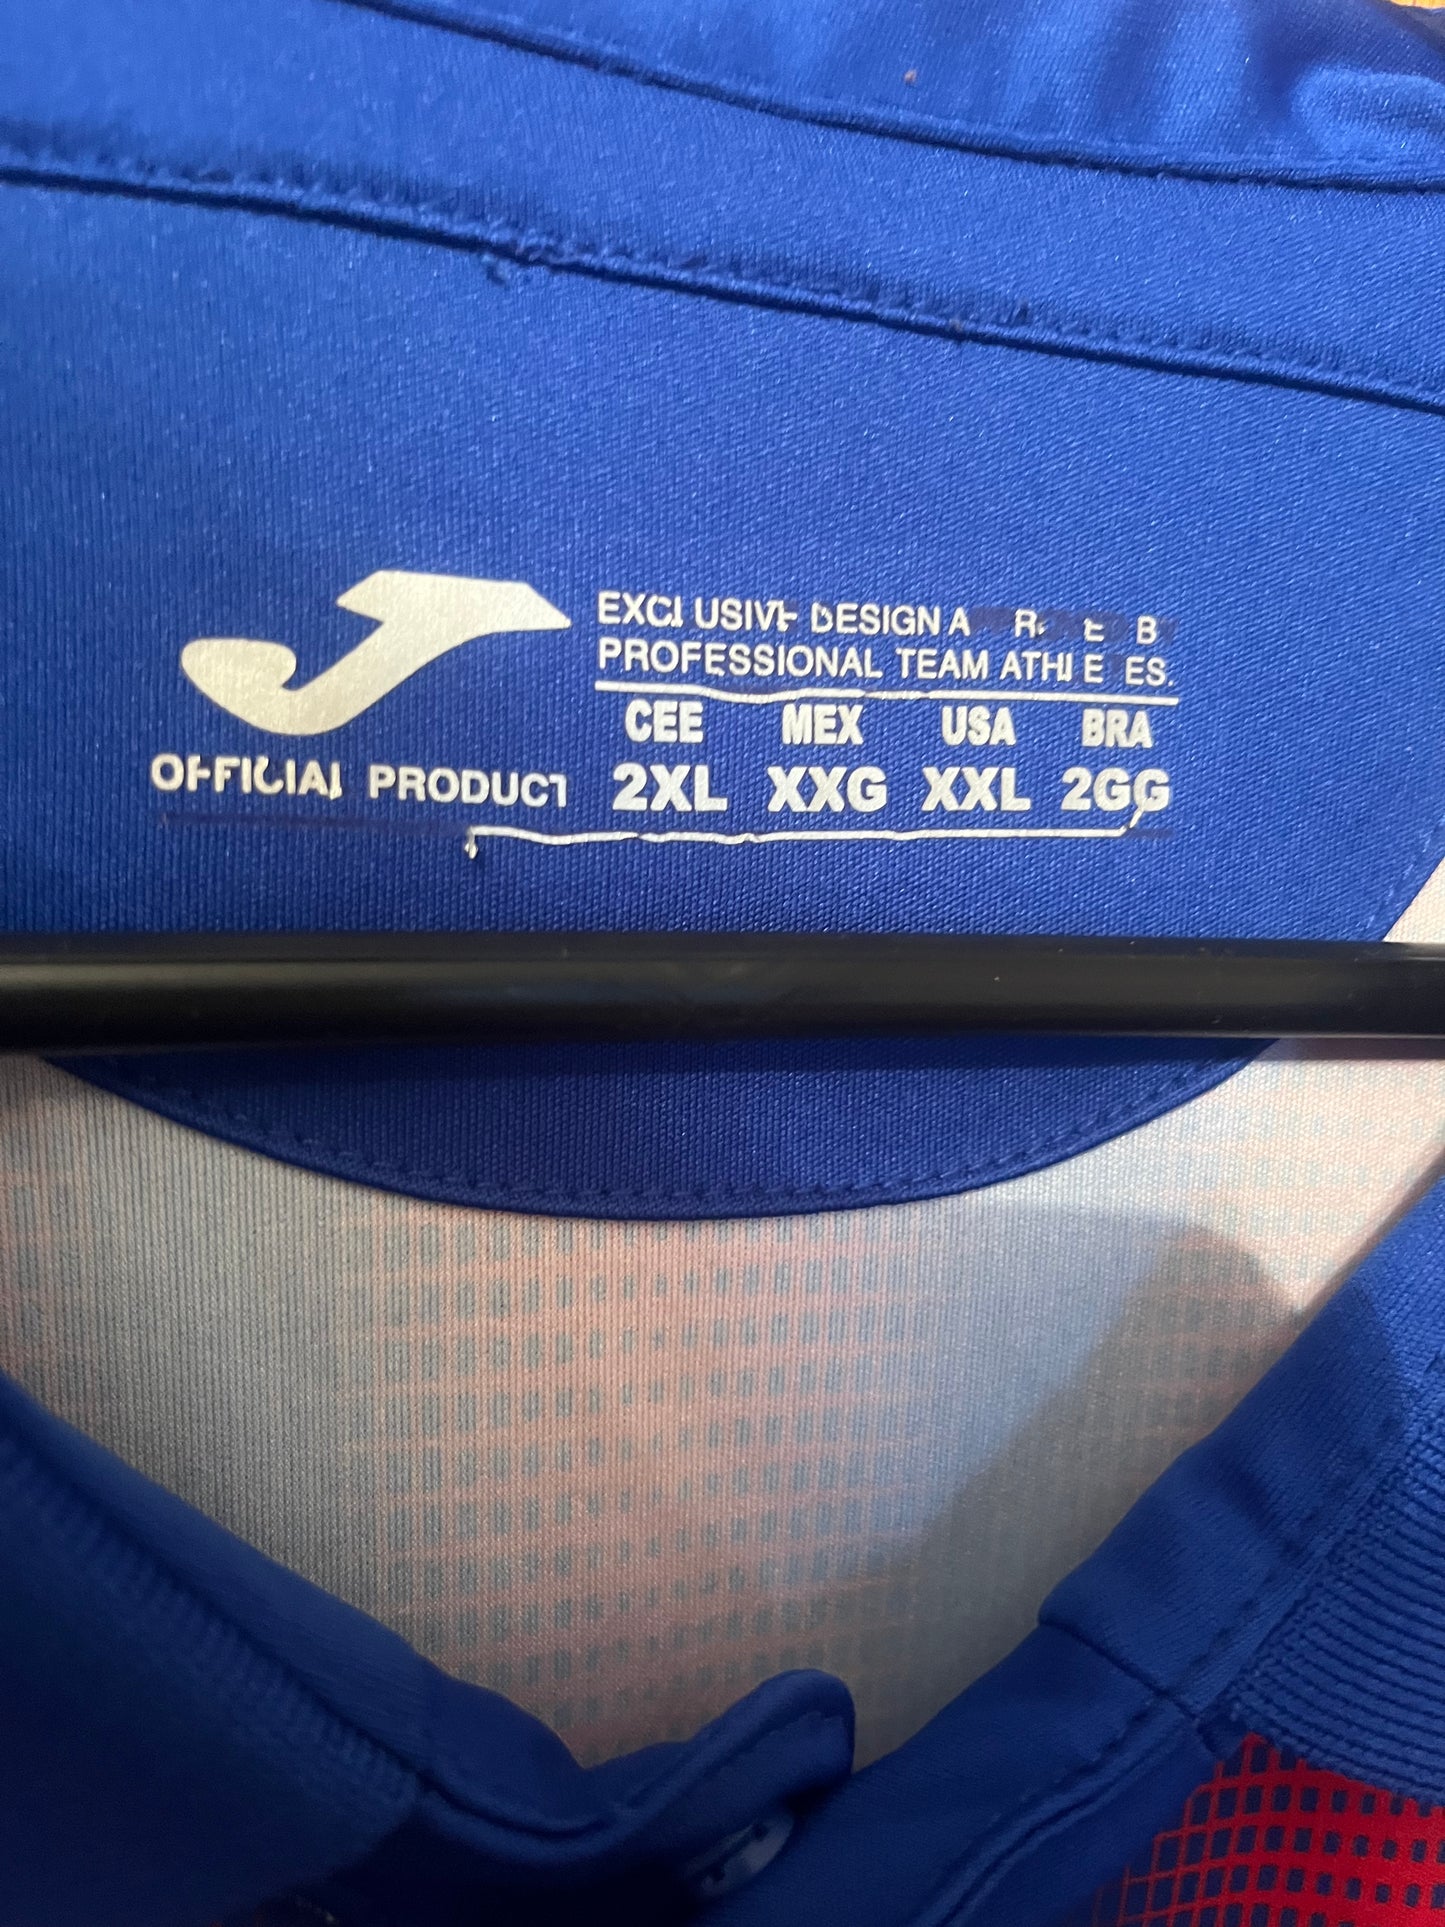 EXCLUSIVE DESIGN
PROFESSIONAL TEAM ATHLETES.
CEE MEX USA BRA
2XL XXG XXL 2GG
OFFICIAL PRODUCT